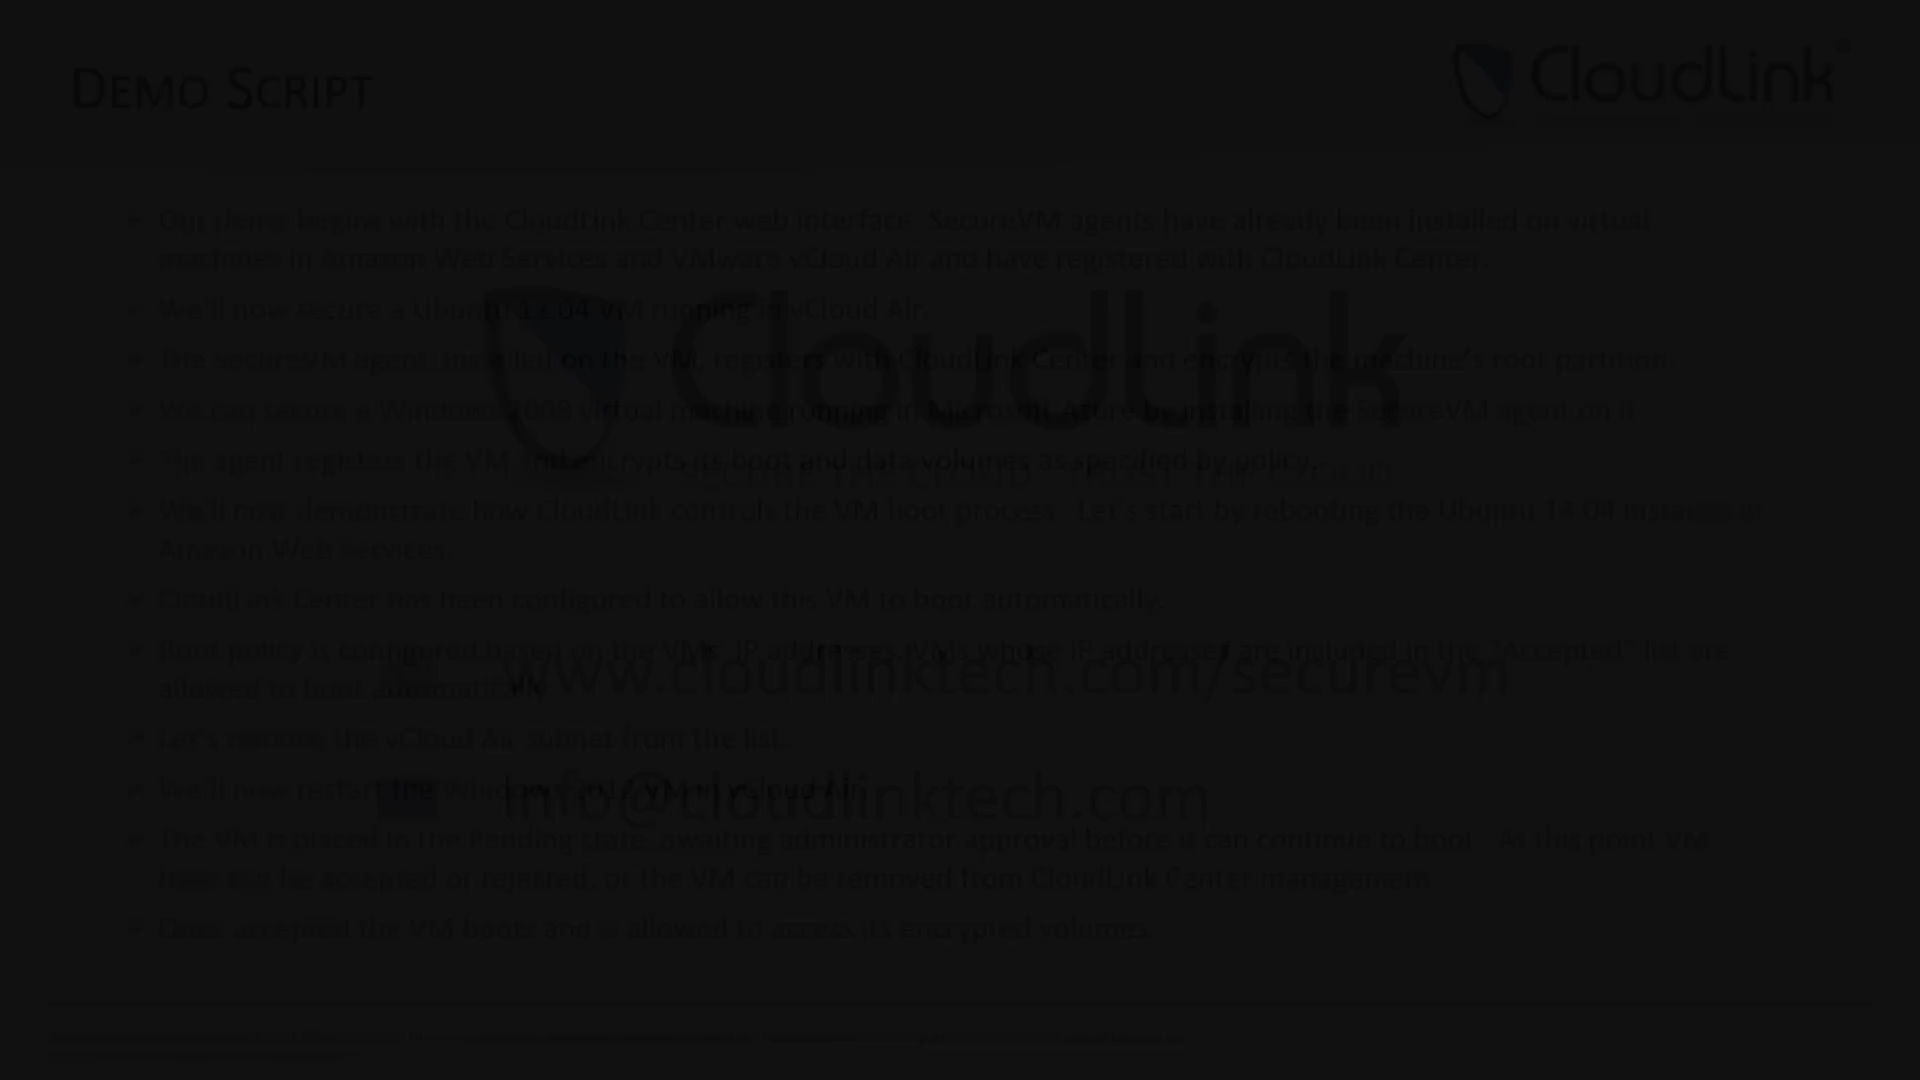 DEMO SCRIPT
CloudLink
Our demo begins with the CloudLink Center web interface. SecureVM agents have already been installed on virtual
machines in Amazon Web Services and VMware vCloud Air and have registered with CloudLink Center.
We'll now secure a Ubuntu VM running in vCloud Air.
CloudLink
The SecureVM agent, installed on the VM, registers with CloudLink Center and encrypts the machine's root partition.
We can secure a Windows 2008 virtual machine running in Microsoft Azure by installing the SecureVM agent on it.
The agent registers the VM, and encrypts its boot and data volumes as specified by policy.
We'll now demonstrate how CloudLink controls the VM boot process. Let's start by rebooting the Ubuntu 14.04 instance in
Amazon Web Services.
CloudLink Center has been configured to allow this VM to boot automatically.
Boot policy is configured based on the VMs' IP addresses. VMs whose IP addresses are included in the "Accepted" list are
allowed to boot automatically.
www.cloudlinktech.com/securevm
Let's remove the vCloud Air subnet from the list.
We'll now restart the Windows VM in vCloud Air.
info@cloudlinktech.com
The VM is placed in the Pending state, awaiting administrator approval before it can continue to boot. At this point VM
can be accepted or rejected, or the VM can be removed from CloudLink Center management.
Once accepted the VM boots and is allowed to access its encrypted volumes.